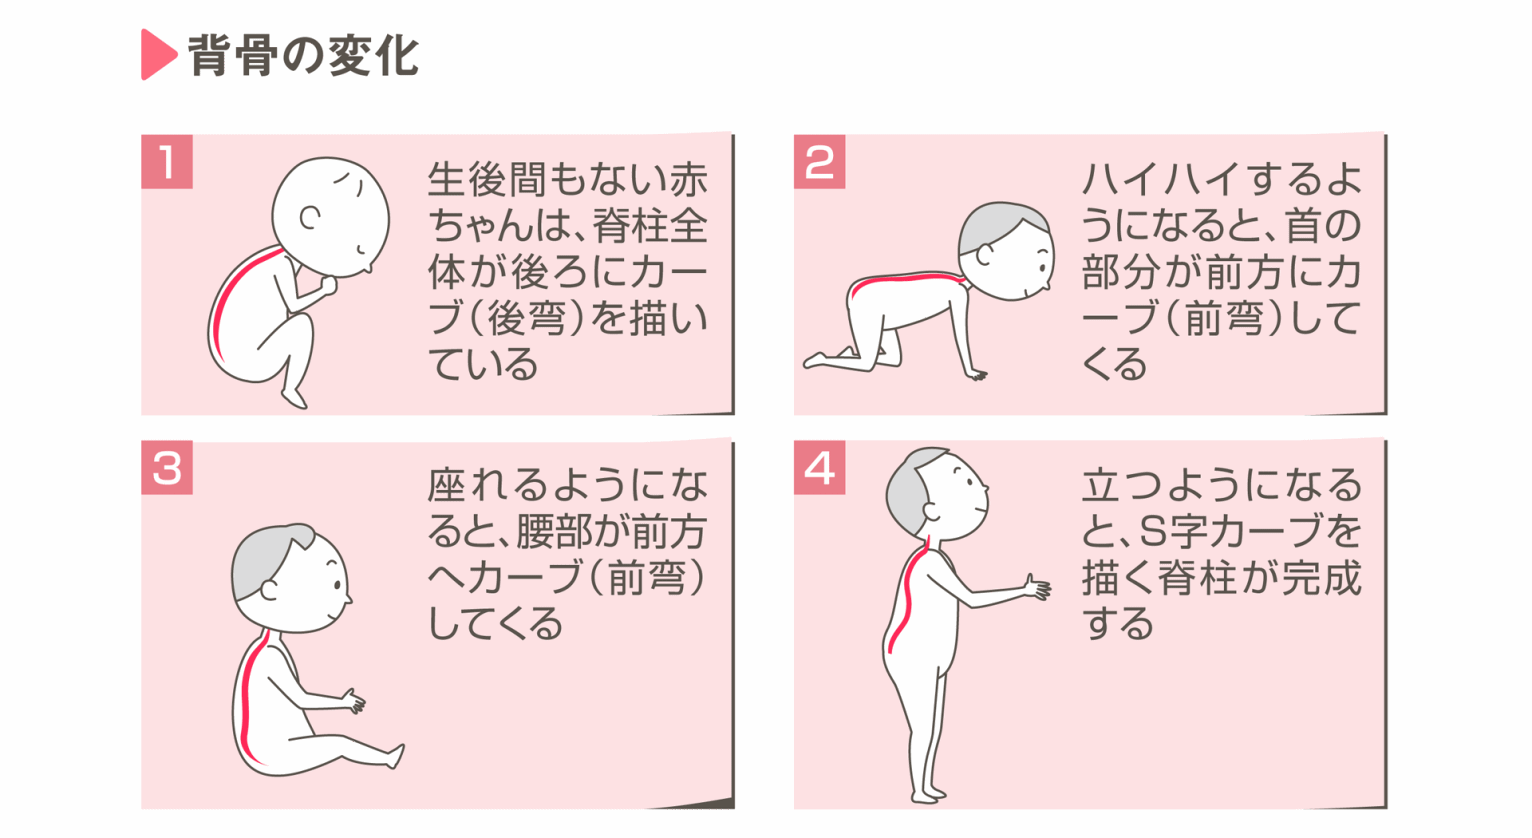 背骨の変化
1
生後間もない赤
ちゃんは、脊柱全
体が後ろにカー
ブ（後弯）を描い
ている
2
ハイハイするよ
うになると、首の
部分が前方にカ
ーブ（前弯）して
くる
3
座れるようにな
ると、腰部が前方
へカーブ（前弯）
してくる
4
立つようになる
と、S字カーブを
描く脊柱が完成
する